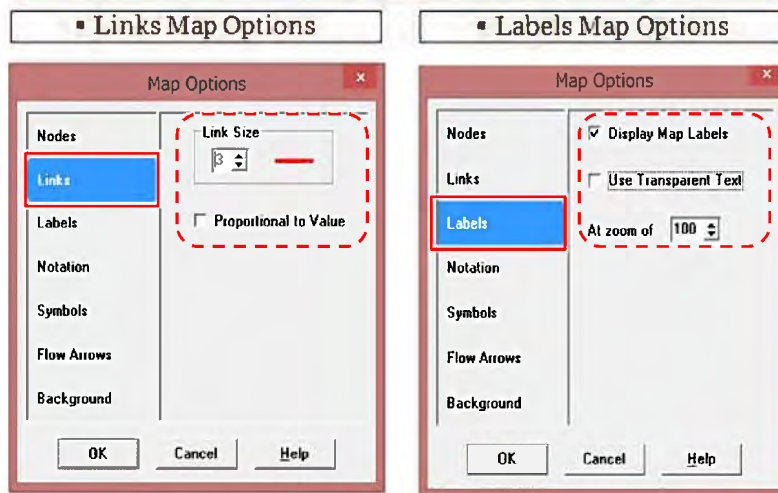 ▪ Links Map Options
Map Options
x
Nodes
Links
Labels
Notation
Symbols
Flow Arrows
Background
Link Size
3
Proportional to Value
OK
Cancel
Help
▪ Labels Map Options
Map Options
x
Nodes
Links
Labels
Notation
Symbols
Flow Arrows
Background
Display Map Labels
Use Transparent Text
At zoom of 100
OK
Cancel
Help